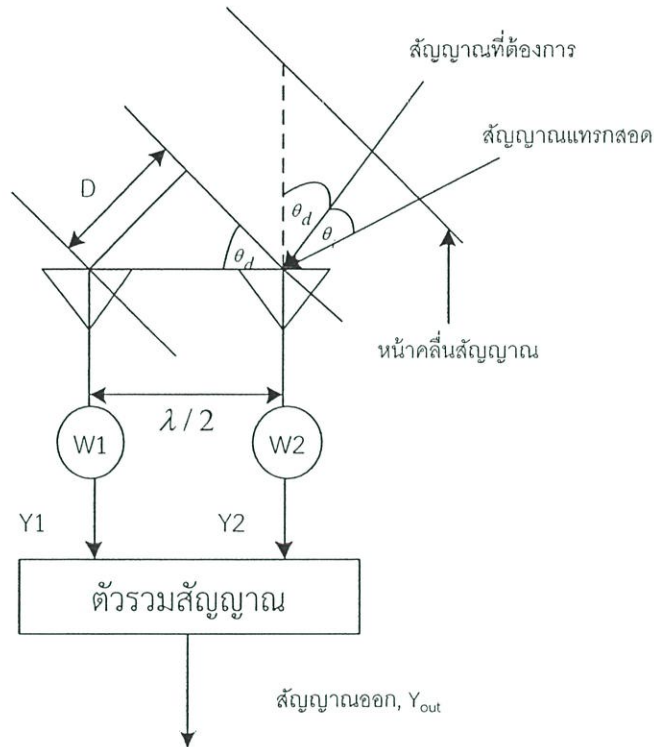 สัญญาณที่ต้องการ
สัญญาณแทรกสอด
D
θd
θd
θ
หน้าคลื่นสัญญาณ
λ/2
W1
W2
Y1
Y2
ตัวรวมสัญญาณ
สัญญาณออก, Yout